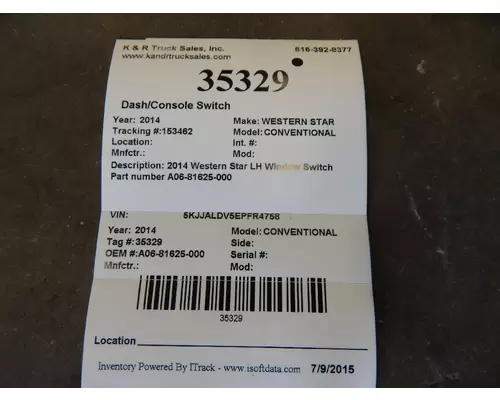 K & R Truck Sales, Inc. 616-392-8377
www.kandrtrucksales.com
35329
Dash/Console Switch
Year: 2014 Make: WESTERN STAR
Tracking #:153462 Model: CONVENTIONAL
Location: Int. #:
Mnfctr.: Mod:
Description: 2014 Western Star LH Window Switch
Part number A06-81625-000
VIN: 5KJJALDV5EPFR4758
Year: 2014 Model: CONVENTIONAL
Tag #:35329 Side:
OEM #:A06-81625-000 Serial #:
Mnfctr.: Mod:
35329
Location
Inventory Powered By ITrack - www.isoftdata.com 7/9/2015